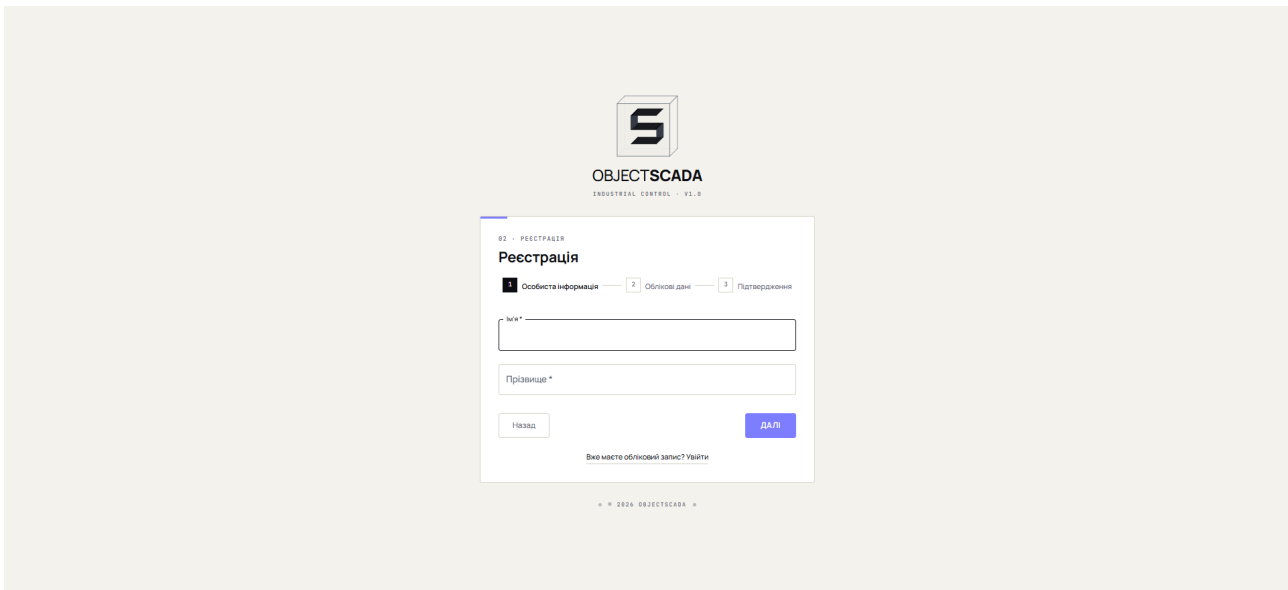 OBJECTSCADA
INDUSTRIAL CONTROL · V1.0
02 · РЕЄСТРАЦІЯ
Реєстрація
1 Особиста інформація 2 Облікові дані 3 Підтвердження
Ім'я *
Прізвище *
Назад ДАЛІ
Вже маєте обліковий запис? Увійти
© 2026 OBJECTSCADA